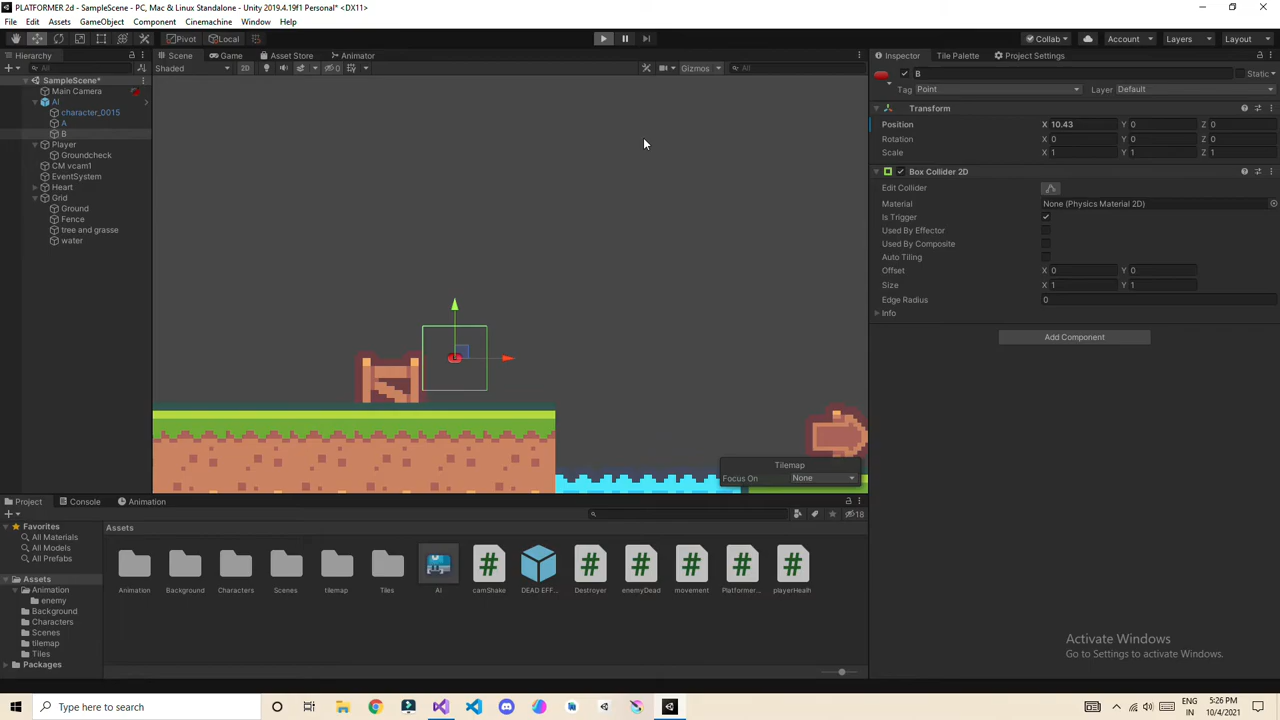 PLATFORMER 2d - SampleScene - PC, Mac & Linux Standalone - Unity 2019.4.19f1 Personal* <DX11>
File Edit Assets GameObject Component Cinemachine Window Help
Pivot Local Collab Account Layers Layout
Hierarchy
Scene Game Asset Store Animator
Inspector Tile Palette Project Settings
All
Shaded 2D 0 Gizmos All
B Static
Tag Point Layer Default
SampleScene*
Main Camera
AI
character_0015
A
B
Player
Groundcheck
CM vcam1
EventSystem
Heart
Grid
Ground
Fence
tree and grasse
water
Transform
Position X 10.43 Y 0 Z 0
Rotation X 0 Y 0 Z 0
Scale X 1 Y 1 Z 1
Box Collider 2D
Edit Collider
Material None (Physics Material 2D)
Is Trigger
Used By Effector
Used By Composite
Auto Tiling
Offset X 0 Y 0
Size X 1 Y 1
Edge Radius 0
Info
Add Component
Tilemap
Focus On None
Project Console Animation
18
Favorites
All Materials
All Models
All Prefabs
Assets
Animation
enemy
Background
Characters
Scenes
tilemap
Tiles
Packages
Assets
Animation Background Characters Scenes tilemap Tiles AI camShake DEAD EFF... Destroyer enemyDead movement Platformer... playerHealh
Activate Windows
Go to Settings to activate Windows.
Type here to search
ENG
IN
5:26 PM
10/4/2021